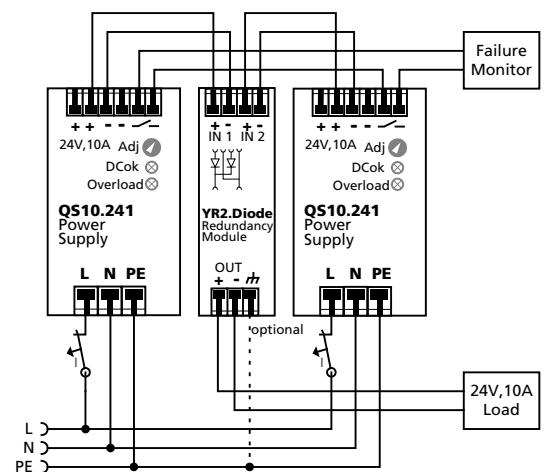 Failure
Monitor
+ + - -
24V,10A Adj
DCok
Overload
QS10.241
Power
Supply
L N PE
+ - + -
IN 1 IN 2
YR2.Diode
Redundancy
Module
OUT
+ -
optional
+ + - -
24V,10A Adj
DCok
Overload
QS10.241
Power
Supply
L N PE
I
I
24V,10A
Load
L
N
PE